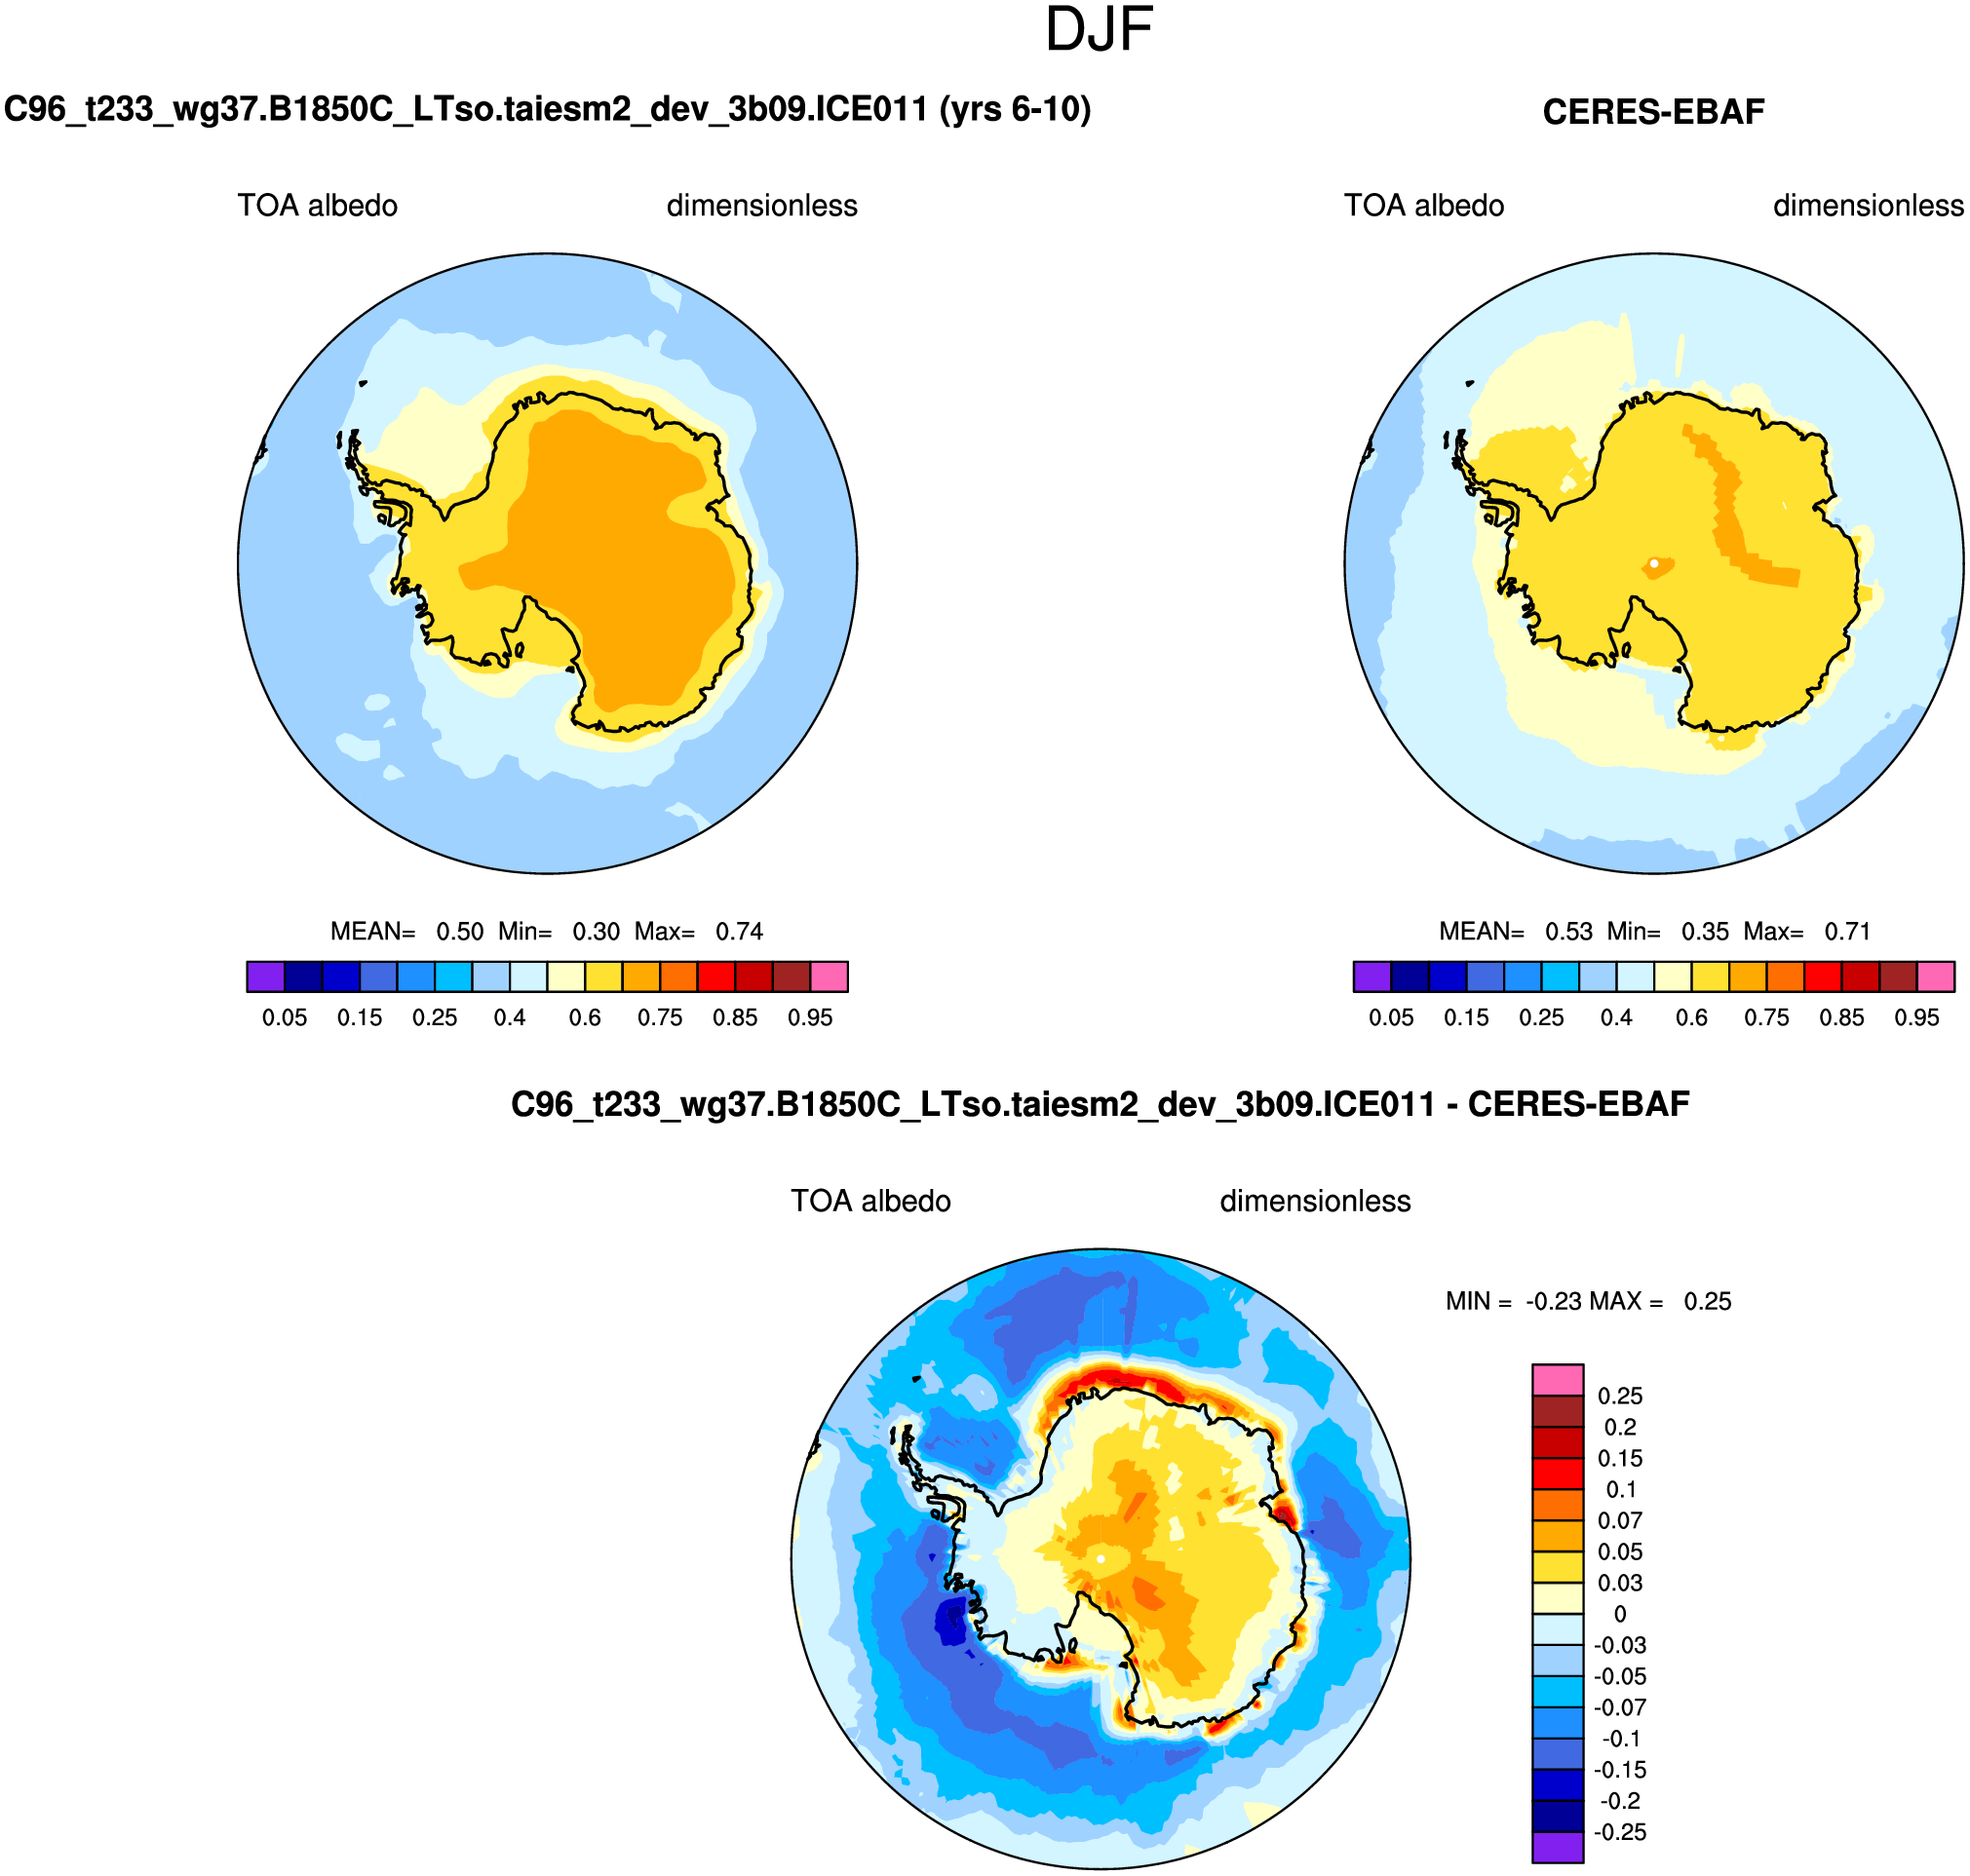 DJF
C96_t233_wg37.B1850C_LTso.taiesm2_dev_3b09.ICE011 (yrs 6-10)
CERES-EBAF
TOA albedo dimensionless
TOA albedo dimensionless
MEAN= 0.50 Min= 0.30 Max= 0.74
0.05 0.15 0.25 0.4 0.6 0.75 0.85 0.95
MEAN= 0.53 Min= 0.35 Max= 0.71
0.05 0.15 0.25 0.4 0.6 0.75 0.85 0.95
C96_t233_wg37.B1850C_LTso.taiesm2_dev_3b09.ICE011 - CERES-EBAF
TOA albedo dimensionless
MIN = -0.23 MAX = 0.25
0.25
0.2
0.15
0.1
0.07
0.05
0.03
0
-0.03
-0.05
-0.07
-0.1
-0.15
-0.2
-0.25